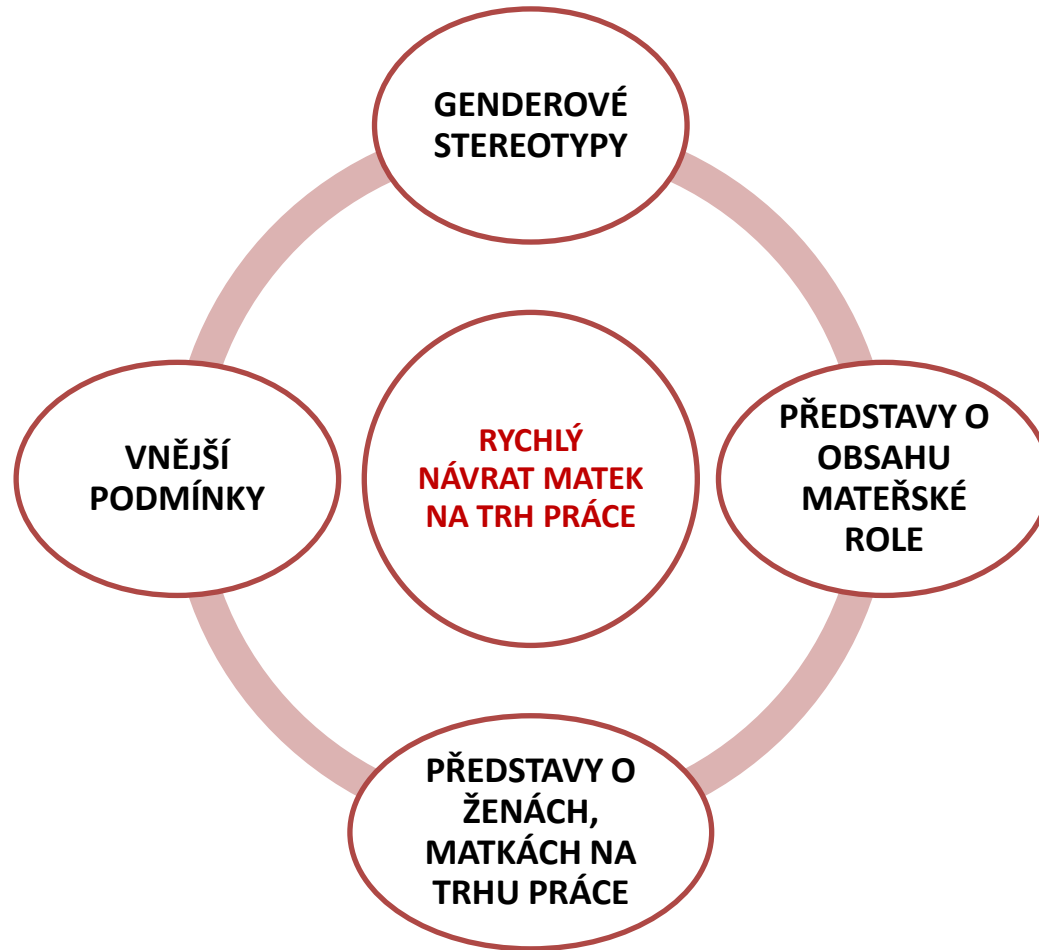 GENDEROVÉ
STEREOTYPY
VNĚJŠÍ
PODMÍNKY
RYCHLÝ
NÁVRAT MATEK
NA TRH PRÁCE
PŘEDSTAVY O
OBSAHU
MATEŘSKÉ
ROLE
PŘEDSTAVY O
ŽENÁCH,
MATKÁCH NA
TRHU PRÁCE